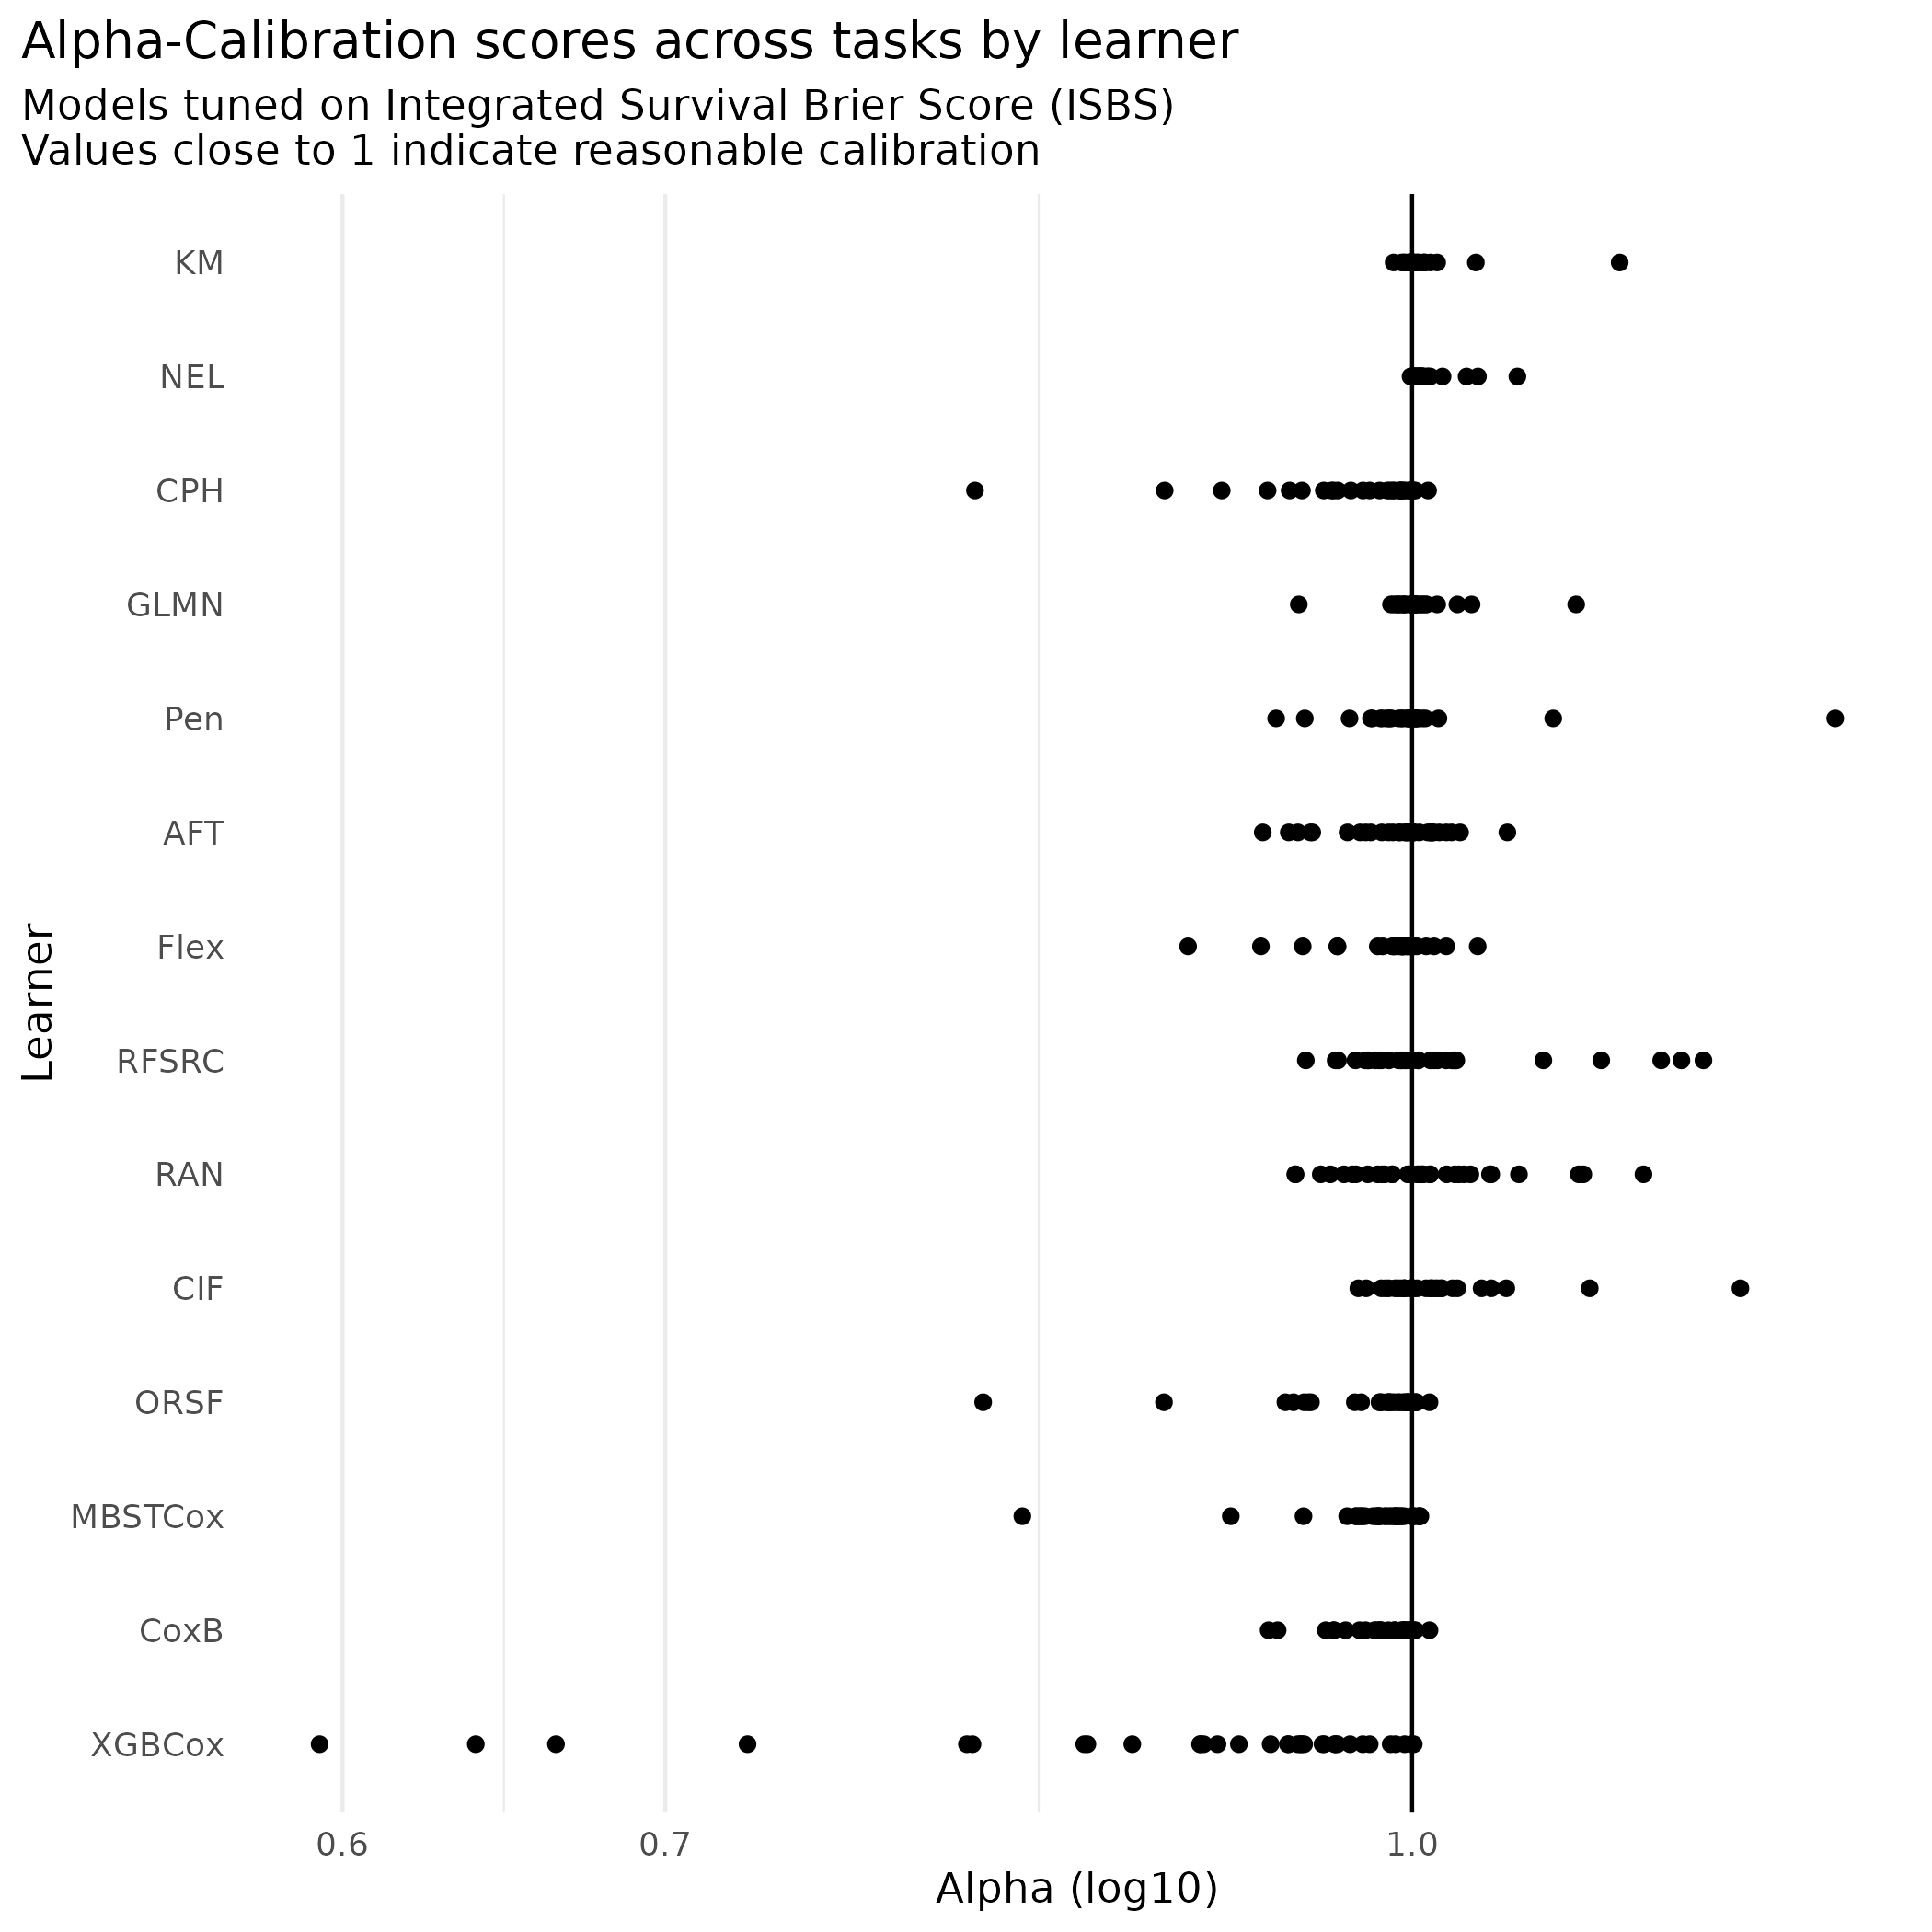 Alpha-Calibration scores across tasks by learner
Models tuned on Integrated Survival Brier Score (ISBS)
Values close to 1 indicate reasonable calibration
KM
NEL
CPH
GLMN
Pen
AFT
Flex
RFSRC
RAN
CIF
ORSF
MBSTCox
CoxB
XGBCox
Learner
0.6 0.7 1.0
Alpha (log10)